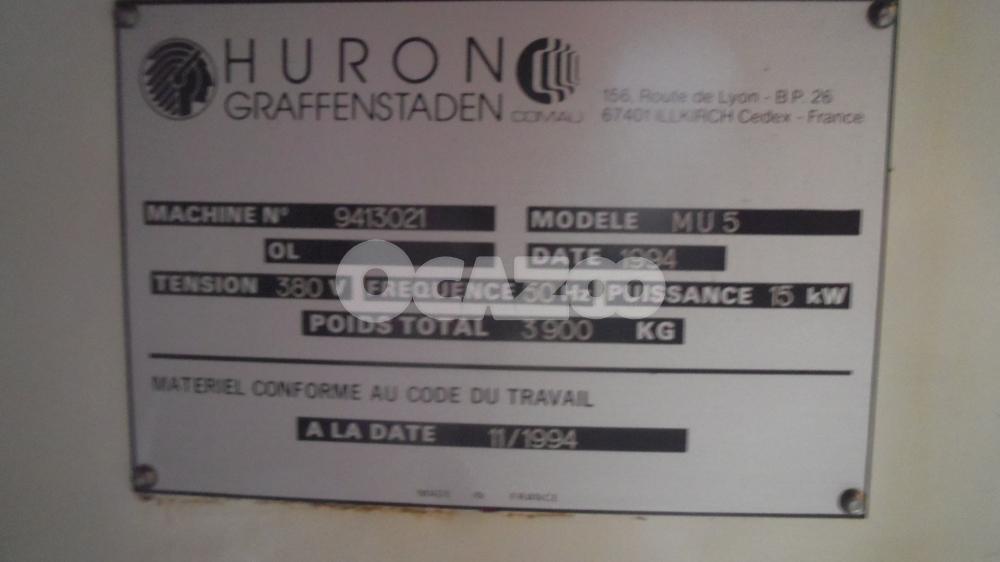 HURON
GRAFFENSTADEN COMAU
156, Route de Lyon - B.P. 26
67401 ILLKIRCH Cedex - France
MACHINE N° 9413021 MODELE MU 5
OL DATE 1994
TENSION 380 V FREQUENCE 50 Hz PUISSANCE 15 kW
POIDS TOTAL 3900 KG
OCAZOO
MATERIEL CONFORME AU CODE DU TRAVAIL
A LA DATE 11/1994
MADE IN FRANCE